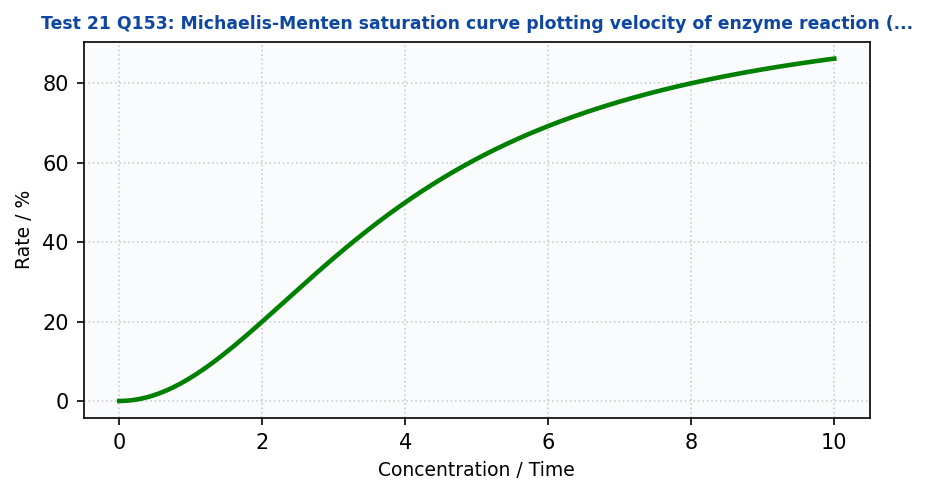 Test 21 Q153: Michaelis-Menten saturation curve plotting velocity of enzyme reaction (...
80
60
40
20
0
Rate / %
0 2 4 6 8 10
Concentration / Time